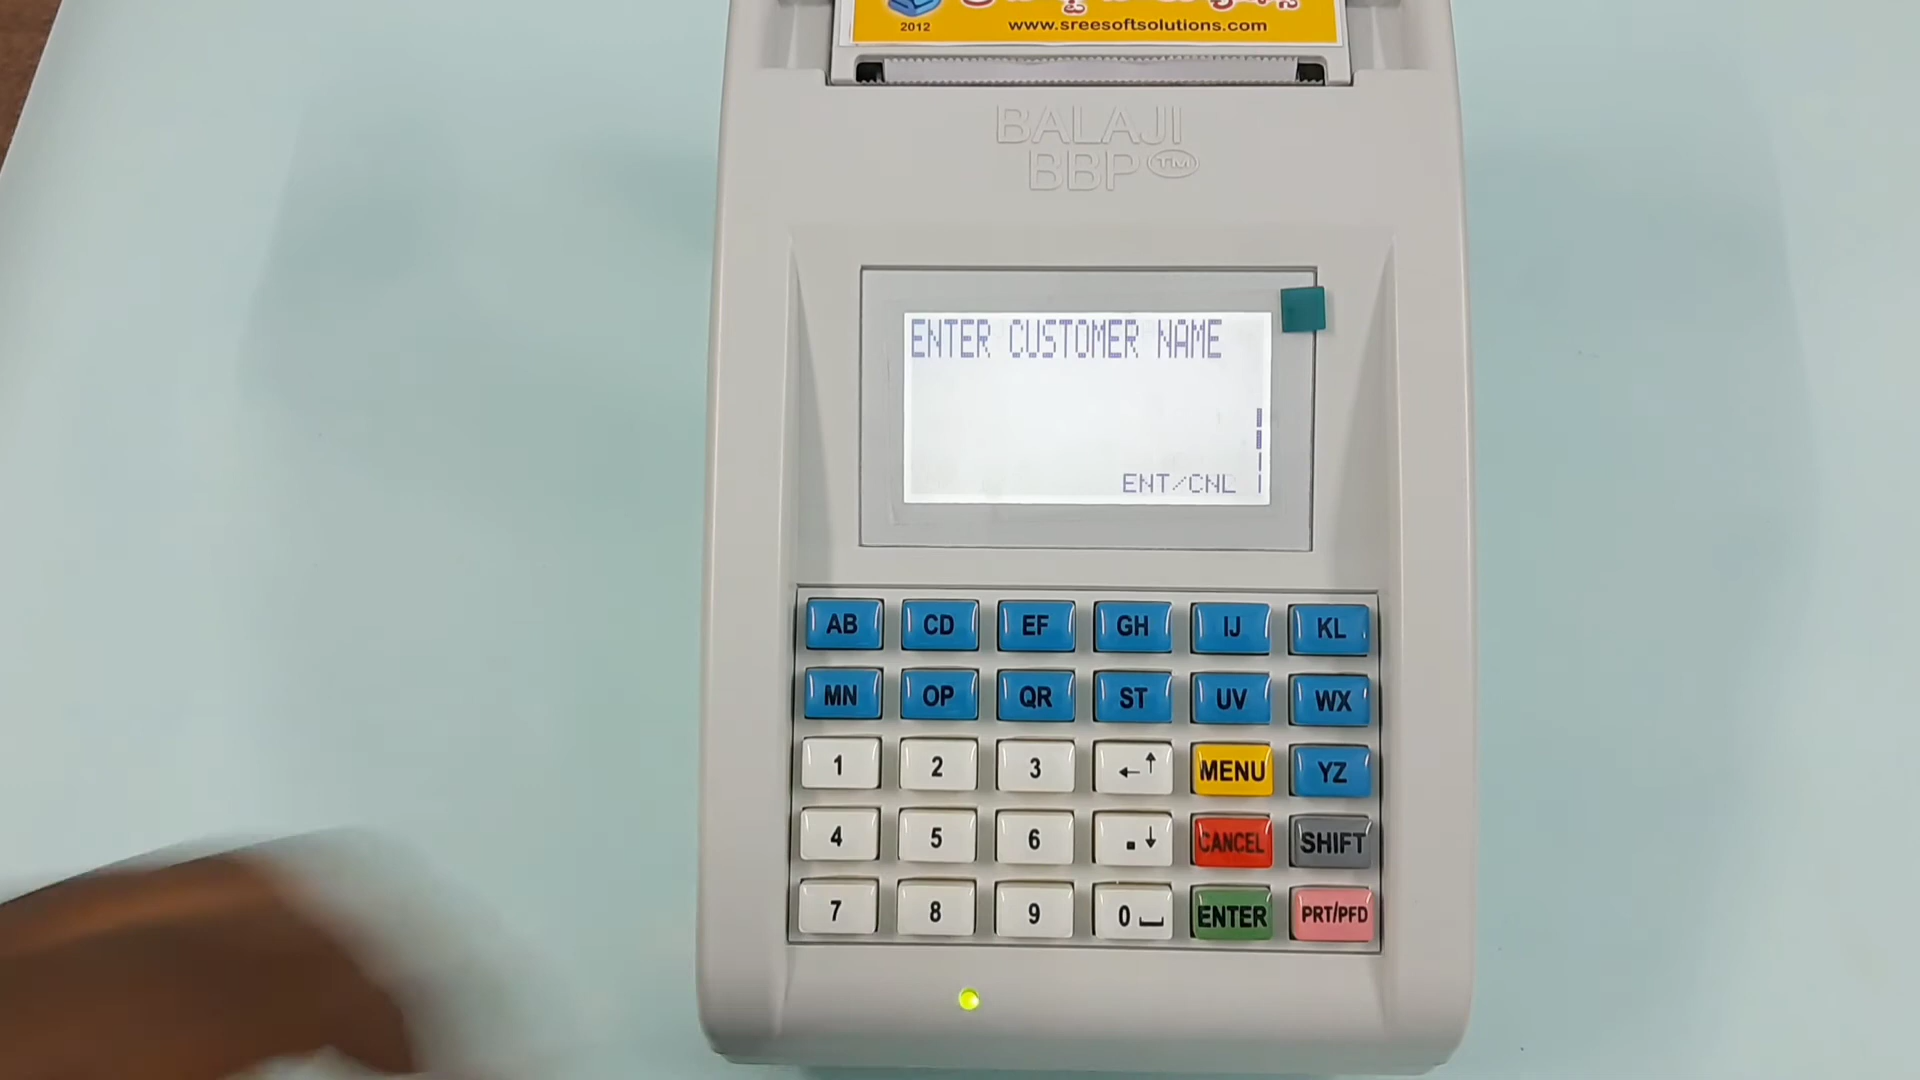 2012
www.sreesoftsolutions.com
BALAJI
BBP TM
ENTER CUSTOMER NAME
ENT/CNL
AB CD EF GH IJ KL
MN OP QR ST UV WX
1 2 3 ←↑ MENU YZ
4 5 6 . ↓ CANCEL SHIFT
7 8 9 0 ENTER PRT/PFD